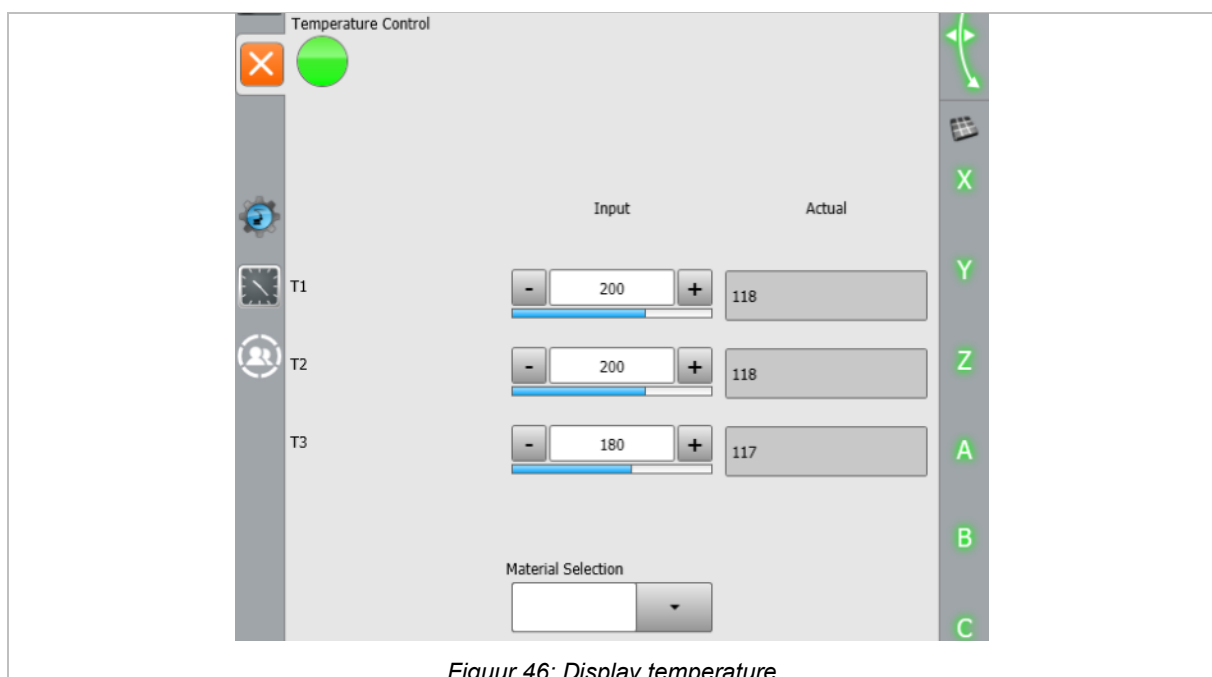 Temperature Control
X
Input Actual
Y
T1 - 200 + 118
T2 - 200 + 118
Z
T3 - 180 + 117
A
B
Material Selection
C
Figuur 46: Display temperature